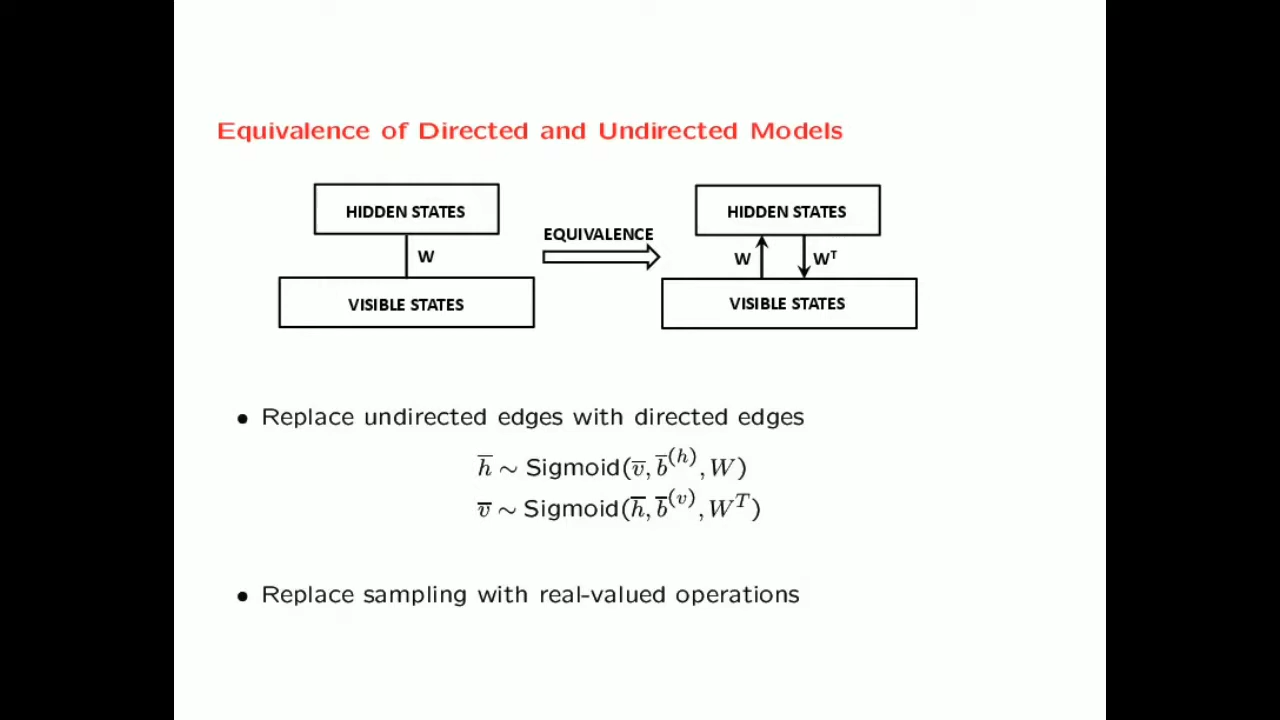 Equivalence of Directed and Undirected Models
HIDDEN STATES
W
VISIBLE STATES
EQUIVALENCE
HIDDEN STATES
W Wᵀ
VISIBLE STATES
• Replace undirected edges with directed edges
h̅ ∼ Sigmoid(v̅, b̅⁽ʰ⁾, W)
v̅ ∼ Sigmoid(h̅, b̅⁽ᵛ⁾, Wᵀ)
• Replace sampling with real-valued operations